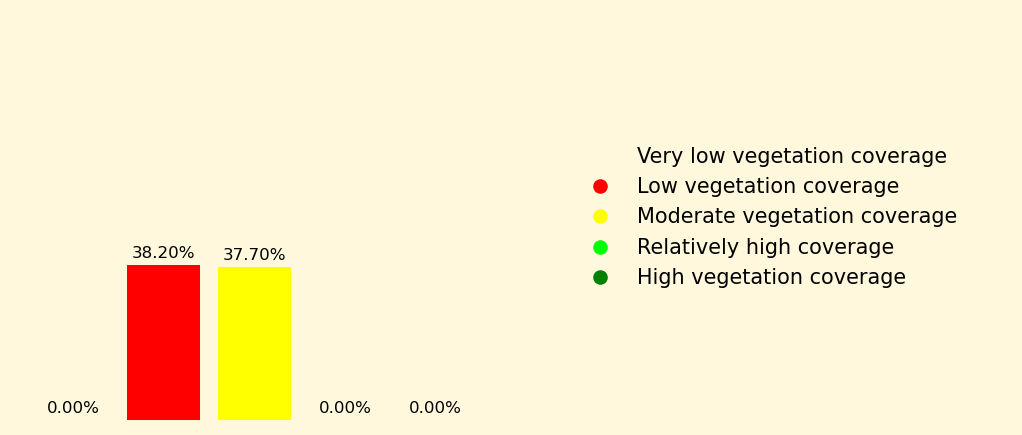 38.20%
37.70%
0.00%
0.00%
0.00%
Very low vegetation coverage
Low vegetation coverage
Moderate vegetation coverage
Relatively high coverage
High vegetation coverage